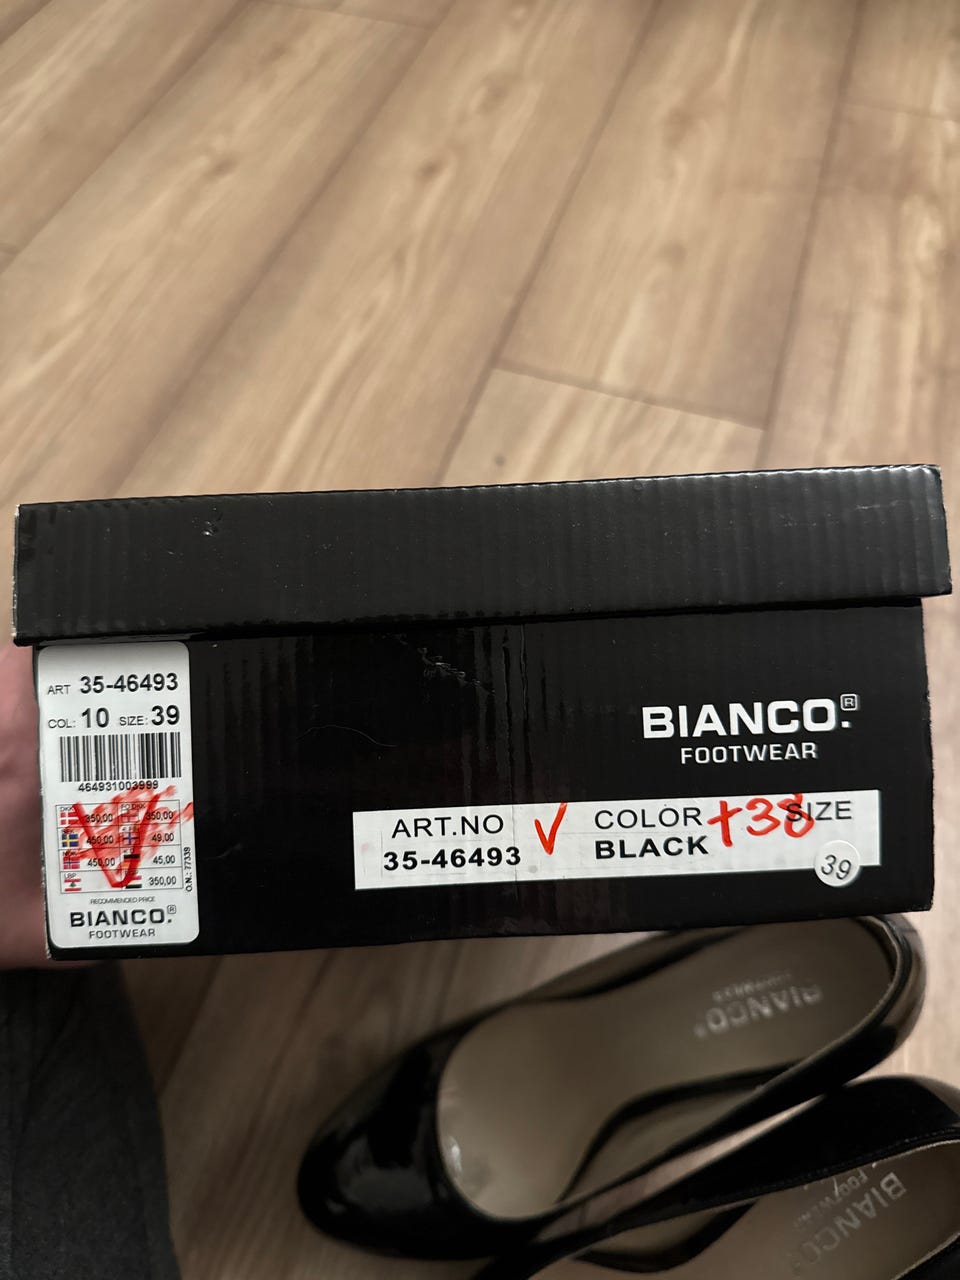 ART 35-46493
COL: 10 SIZE: 39
464931003999
350,00 350,00
450,00 49,00
450,00 45,00
LBP 350,00
O.N.: 77339
RECOMMENDED PRICE
BIANCO.®
FOOTWEAR
BIANCO.®
FOOTWEAR
ART.NO COLOR +38 SIZE
35-46493 BLACK 39
BIANCO.®
FOOTWEAR
BIANCO.
FOOTWEAR